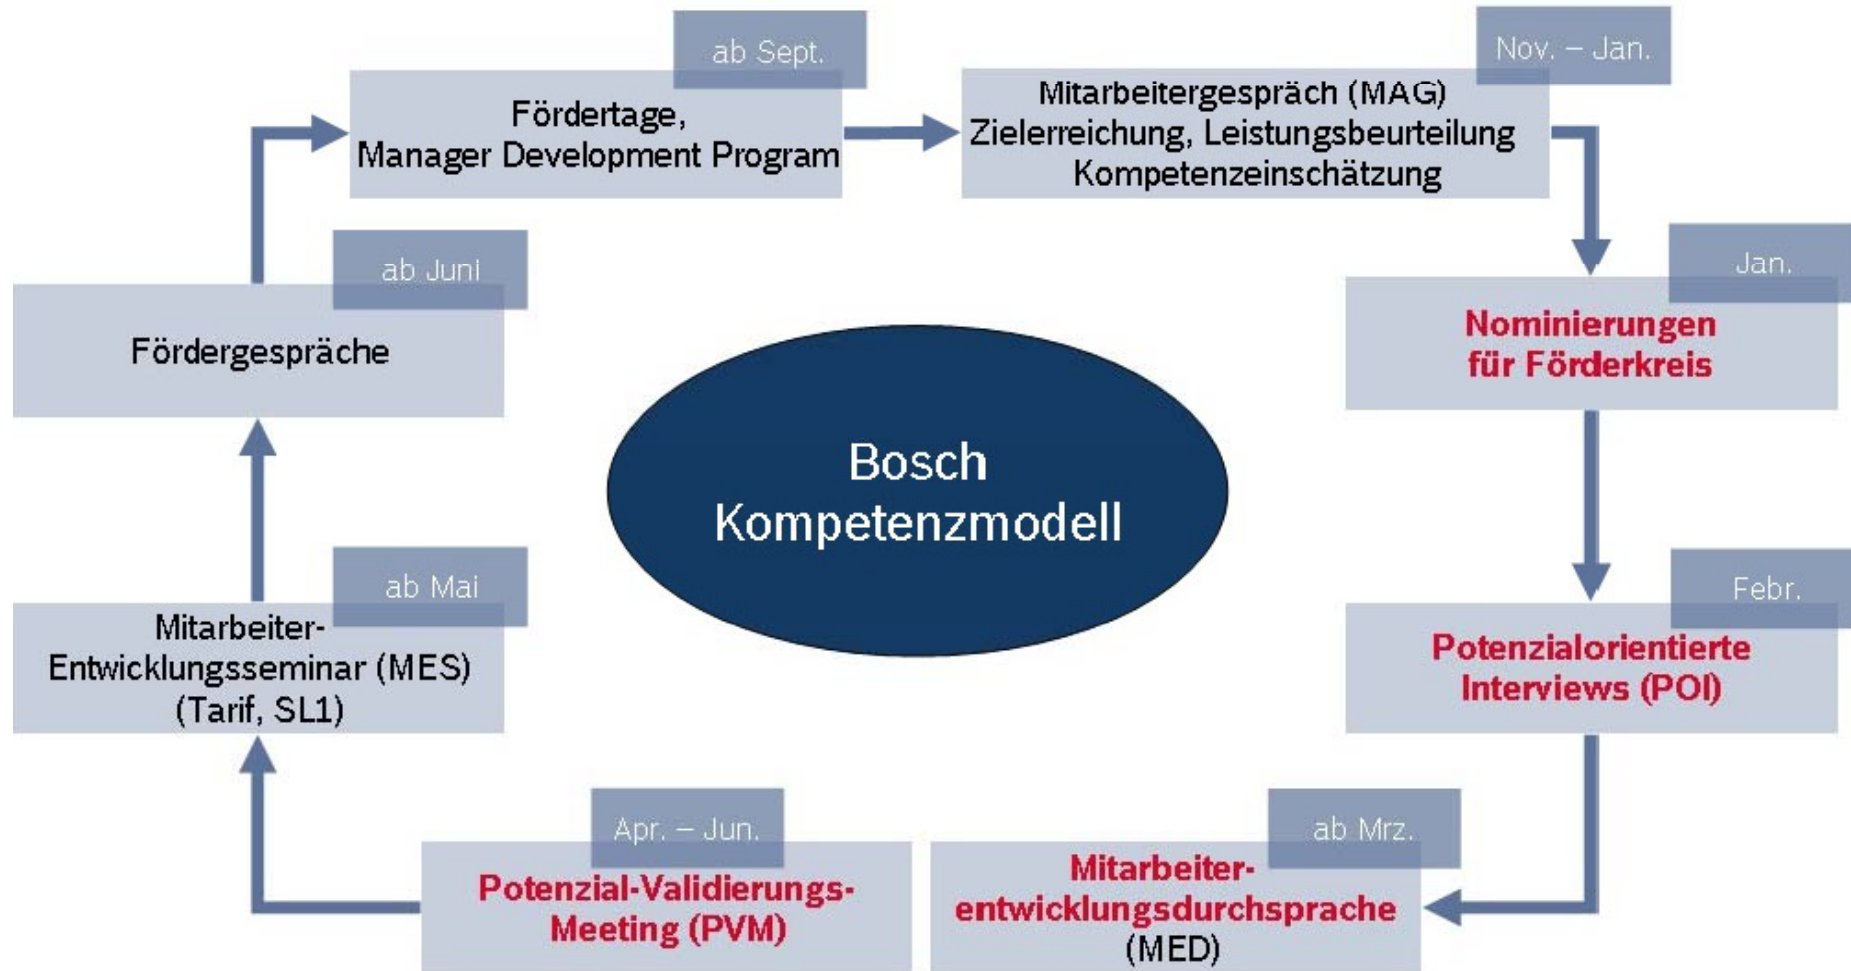 ab Sept.
Fördertage,
Manager Development Program
Nov. – Jan.
Mitarbeitergespräch (MAG)
Zielerreichung, Leistungsbeurteilung
Kompetenzeinschätzung
Jan.
Nominierungen
für Förderkreis
Febr.
Potenzialorientierte
Interviews (POI)
ab Mrz.
Mitarbeiter-
entwicklungsdurchsprache
(MED)
Apr. – Jun.
Potenzial-Validierungs-
Meeting (PVM)
ab Mai
Mitarbeiter-
Entwicklungsseminar (MES)
(Tarif, SL1)
ab Juni
Fördergespräche
Bosch
Kompetenzmodell